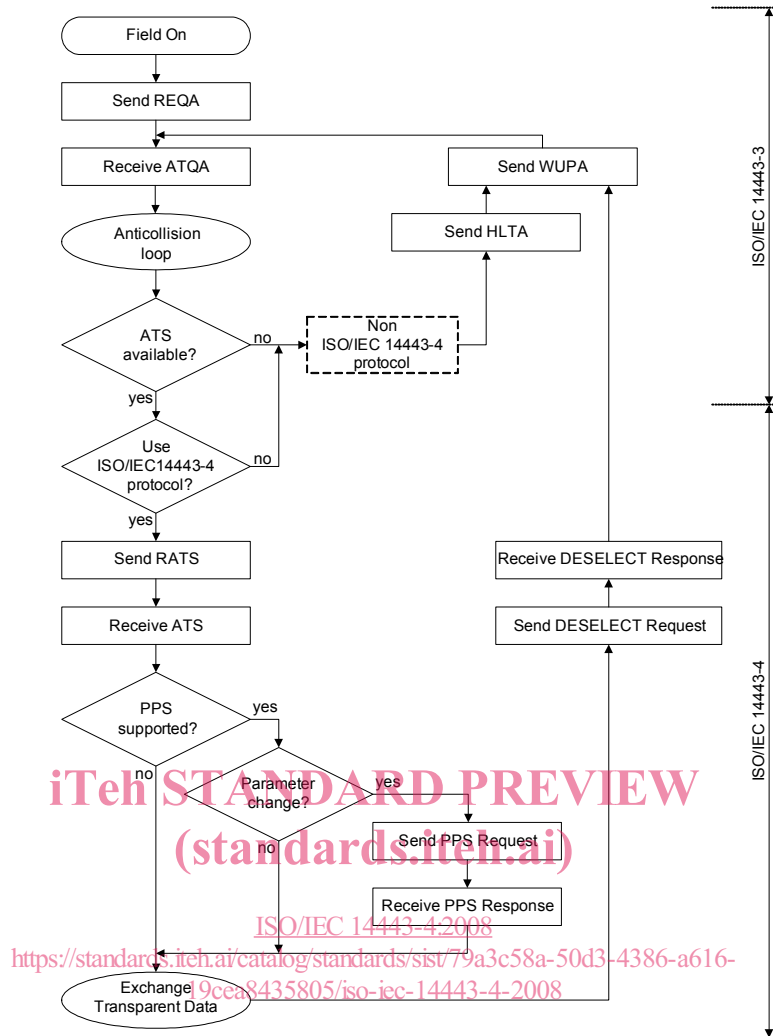 Field On
Send REQA
Receive ATQA
Send WUPA
Anticollision
loop
Send HLTA
ISO/IEC 14443-3
ATS
available?
no
Non
ISO/IEC 14443-4
protocol
yes
Use
ISO/IEC14443-4
protocol?
no
yes
Send RATS
Receive DESELECT Response
Receive ATS
Send DESELECT Request
ISO/IEC 14443-4
PPS
supported?
yes
no
Parameter
change?
yes
iTeh STANDARD PREVIEW
(standards.iteh.ai)
Send PPS Request
no
Receive PPS Response
ISO/IEC 14443-4:2008
https://standards.iteh.ai/catalog/standards/sist/79a3c58a-50d3-4386-a616-
19cea8435805/iso-iec-14443-4-2008
Exchange
Transparent Data